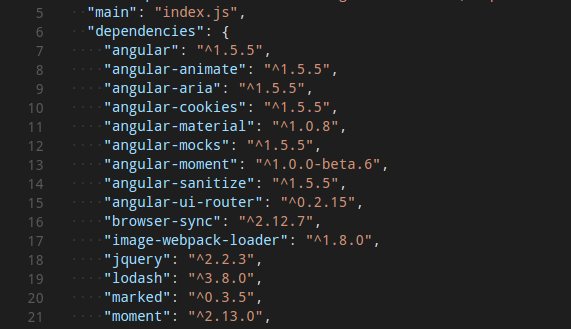 5 "main": "index.js",
6 "dependencies": {
7 "angular": "^1.5.5",
8 "angular-animate": "^1.5.5",
9 "angular-aria": "^1.5.5",
10 "angular-cookies": "^1.5.5",
11 "angular-material": "^1.0.8",
12 "angular-mocks": "^1.5.5",
13 "angular-moment": "^1.0.0-beta.6",
14 "angular-sanitize": "^1.5.5",
15 "angular-ui-router": "^0.2.15",
16 "browser-sync": "^2.12.7",
17 "image-webpack-loader": "^1.8.0",
18 "jquery": "^2.2.3",
19 "lodash": "^3.8.0",
20 "marked": "^0.3.5",
21 "moment": "^2.13.0",